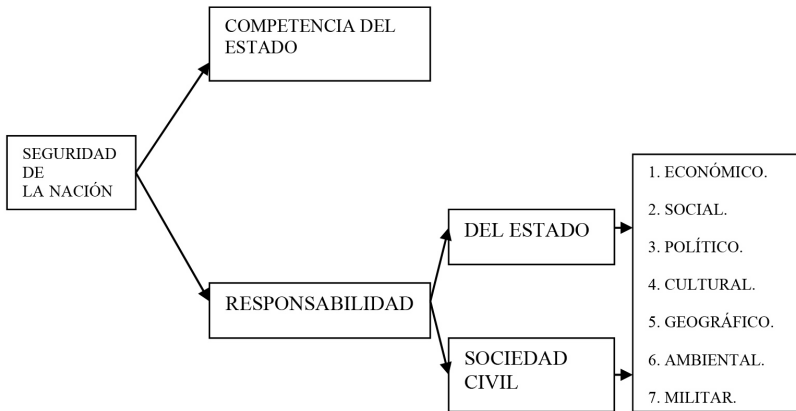 COMPETENCIA DEL
ESTADO
SEGURIDAD
DE
LA NACIÓN
RESPONSABILIDAD
DEL ESTADO
SOCIEDAD
CIVIL
1. ECONÓMICO.
2. SOCIAL.
3. POLÍTICO.
4. CULTURAL.
5. GEOGRÁFICO.
6. AMBIENTAL.
7. MILITAR.